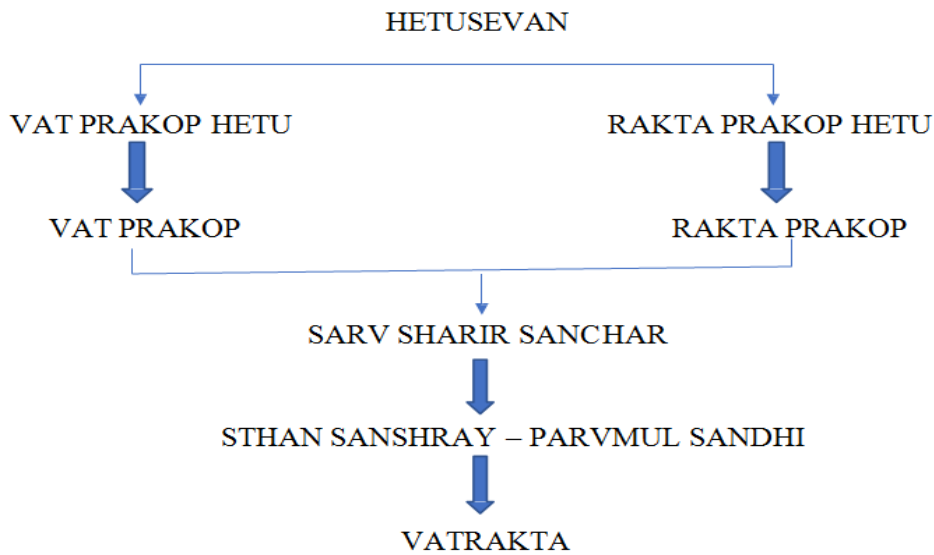 HETUSEVAN
VAT PRAKOP HETU
RAKTA PRAKOP HETU
VAT PRAKOP
RAKTA PRAKOP
SARV SHARIR SANCHAR
STHAN SANSHRAY – PARVMUL SANDHI
VATRAKTA